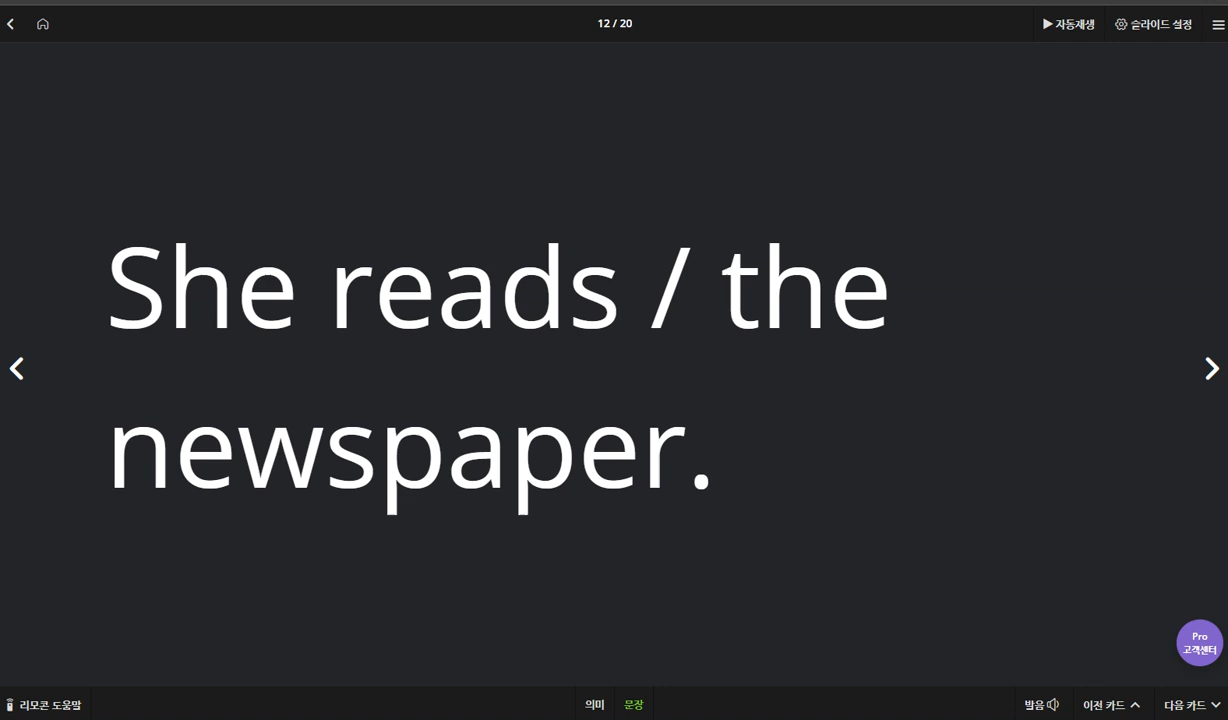 12 / 20
자동재생
슬라이드 설정
She reads / the
newspaper.
Pro
고객센터
리모콘 도움말
의미
문장
발음
이전 카드
다음 카드